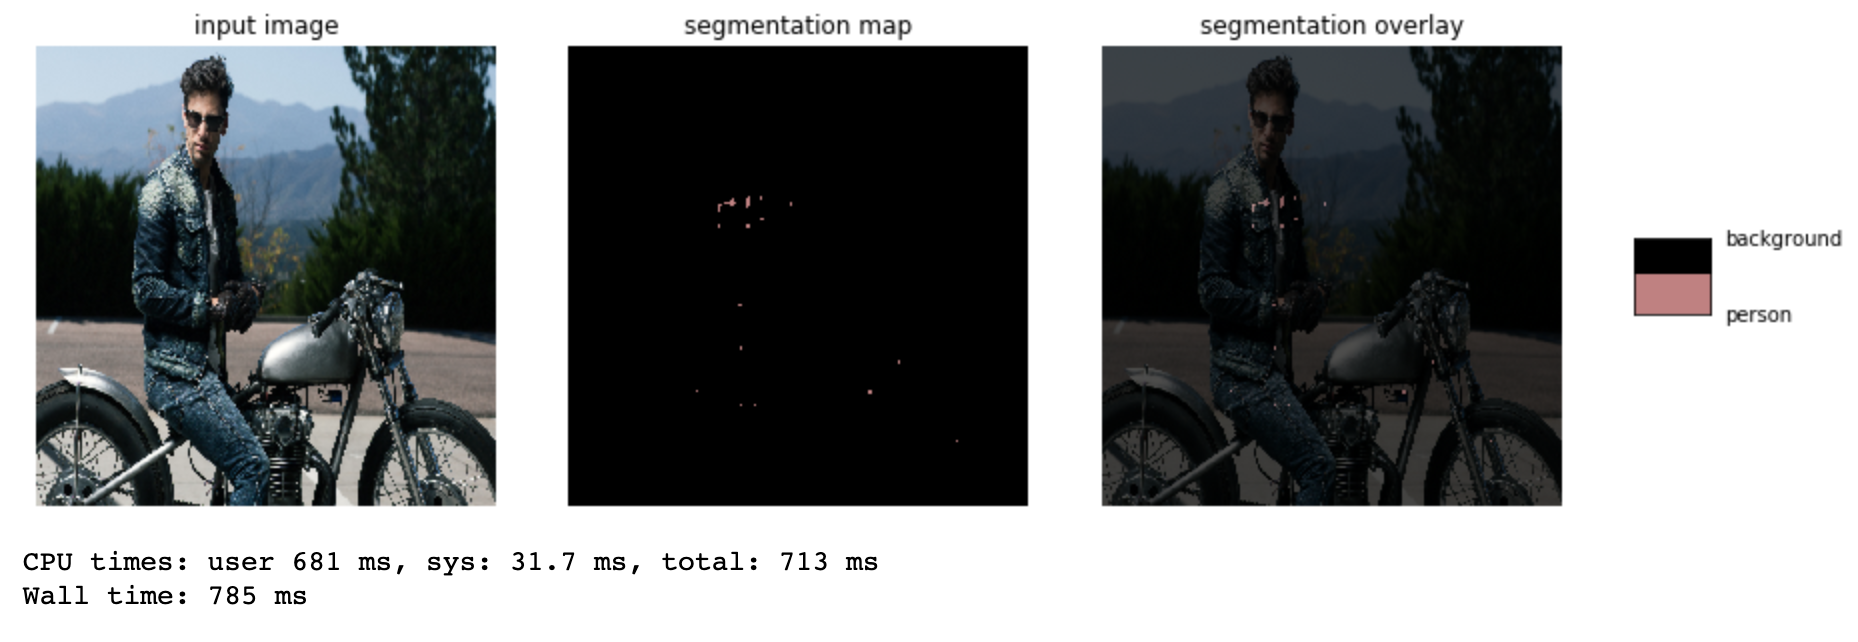 input image
segmentation map
segmentation overlay
background
person
CPU times: user 681 ms, sys: 31.7 ms, total: 713 ms
Wall time: 785 ms